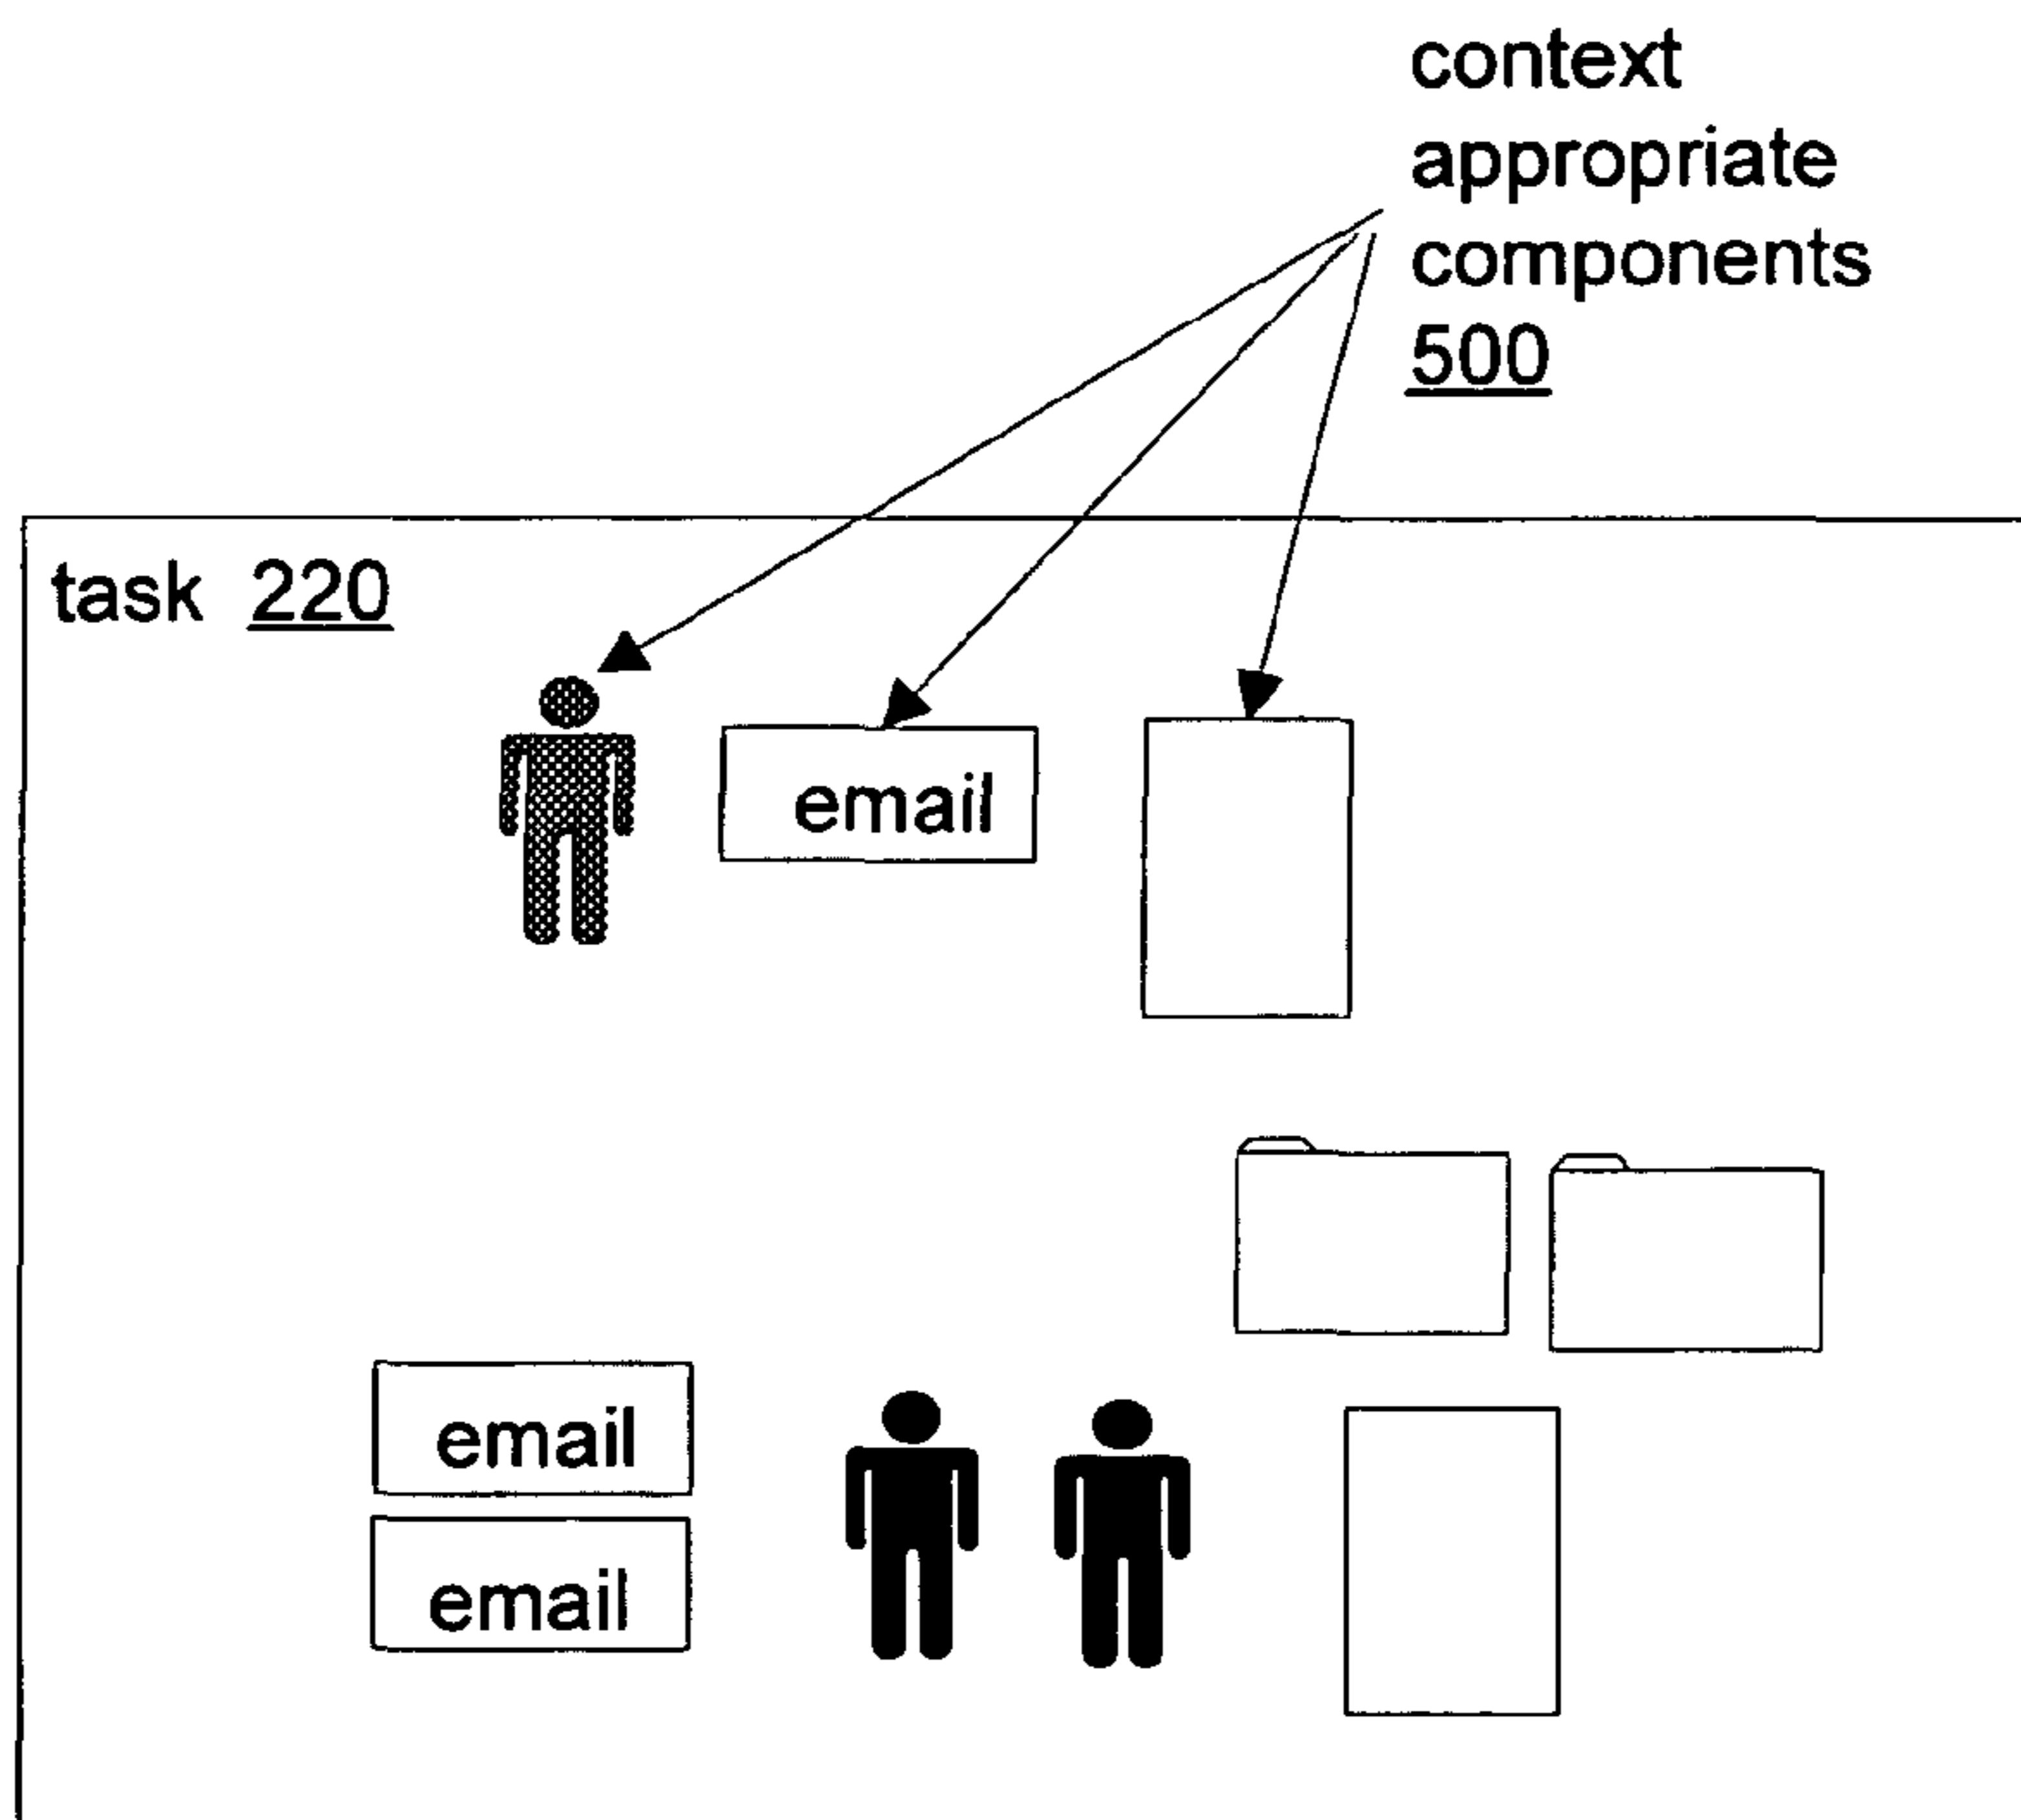 context
appropriate
components
500
task 220
email
email
email